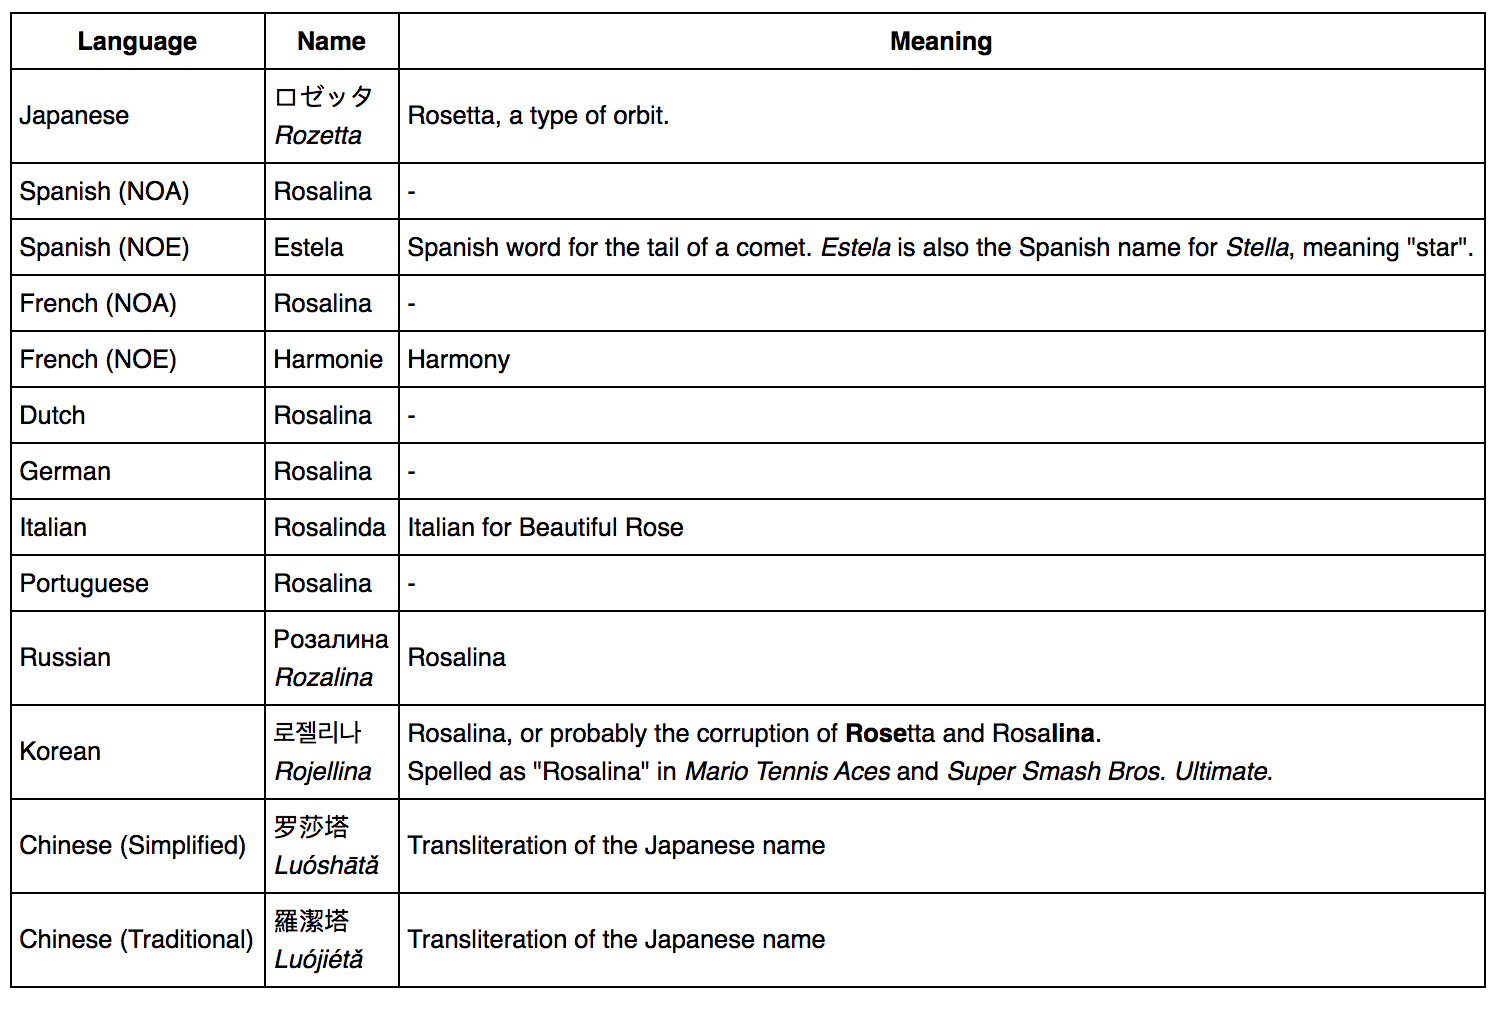 Language Name Meaning
Japanese ロゼッタ Rosetta, a type of orbit.
Rozetta
Spanish (NOA) Rosalina -
Spanish (NOE) Estela Spanish word for the tail of a comet. Estela is also the Spanish name for Stella, meaning "star".
French (NOA) Rosalina -
French (NOE) Harmonie Harmony
Dutch Rosalina -
German Rosalina -
Italian Rosalinda Italian for Beautiful Rose
Portuguese Rosalina -
Russian Розалина Rosalina
Rozalina
Korean 로젤리나 Rosalina, or probably the corruption of Rosetta and Rosalina.
Rojellina Spelled as "Rosalina" in Mario Tennis Aces and Super Smash Bros. Ultimate.
Chinese (Simplified) 罗莎塔 Transliteration of the Japanese name
Luóshātǎ
Chinese (Traditional) 羅潔塔 Transliteration of the Japanese name
Luójiétǎ